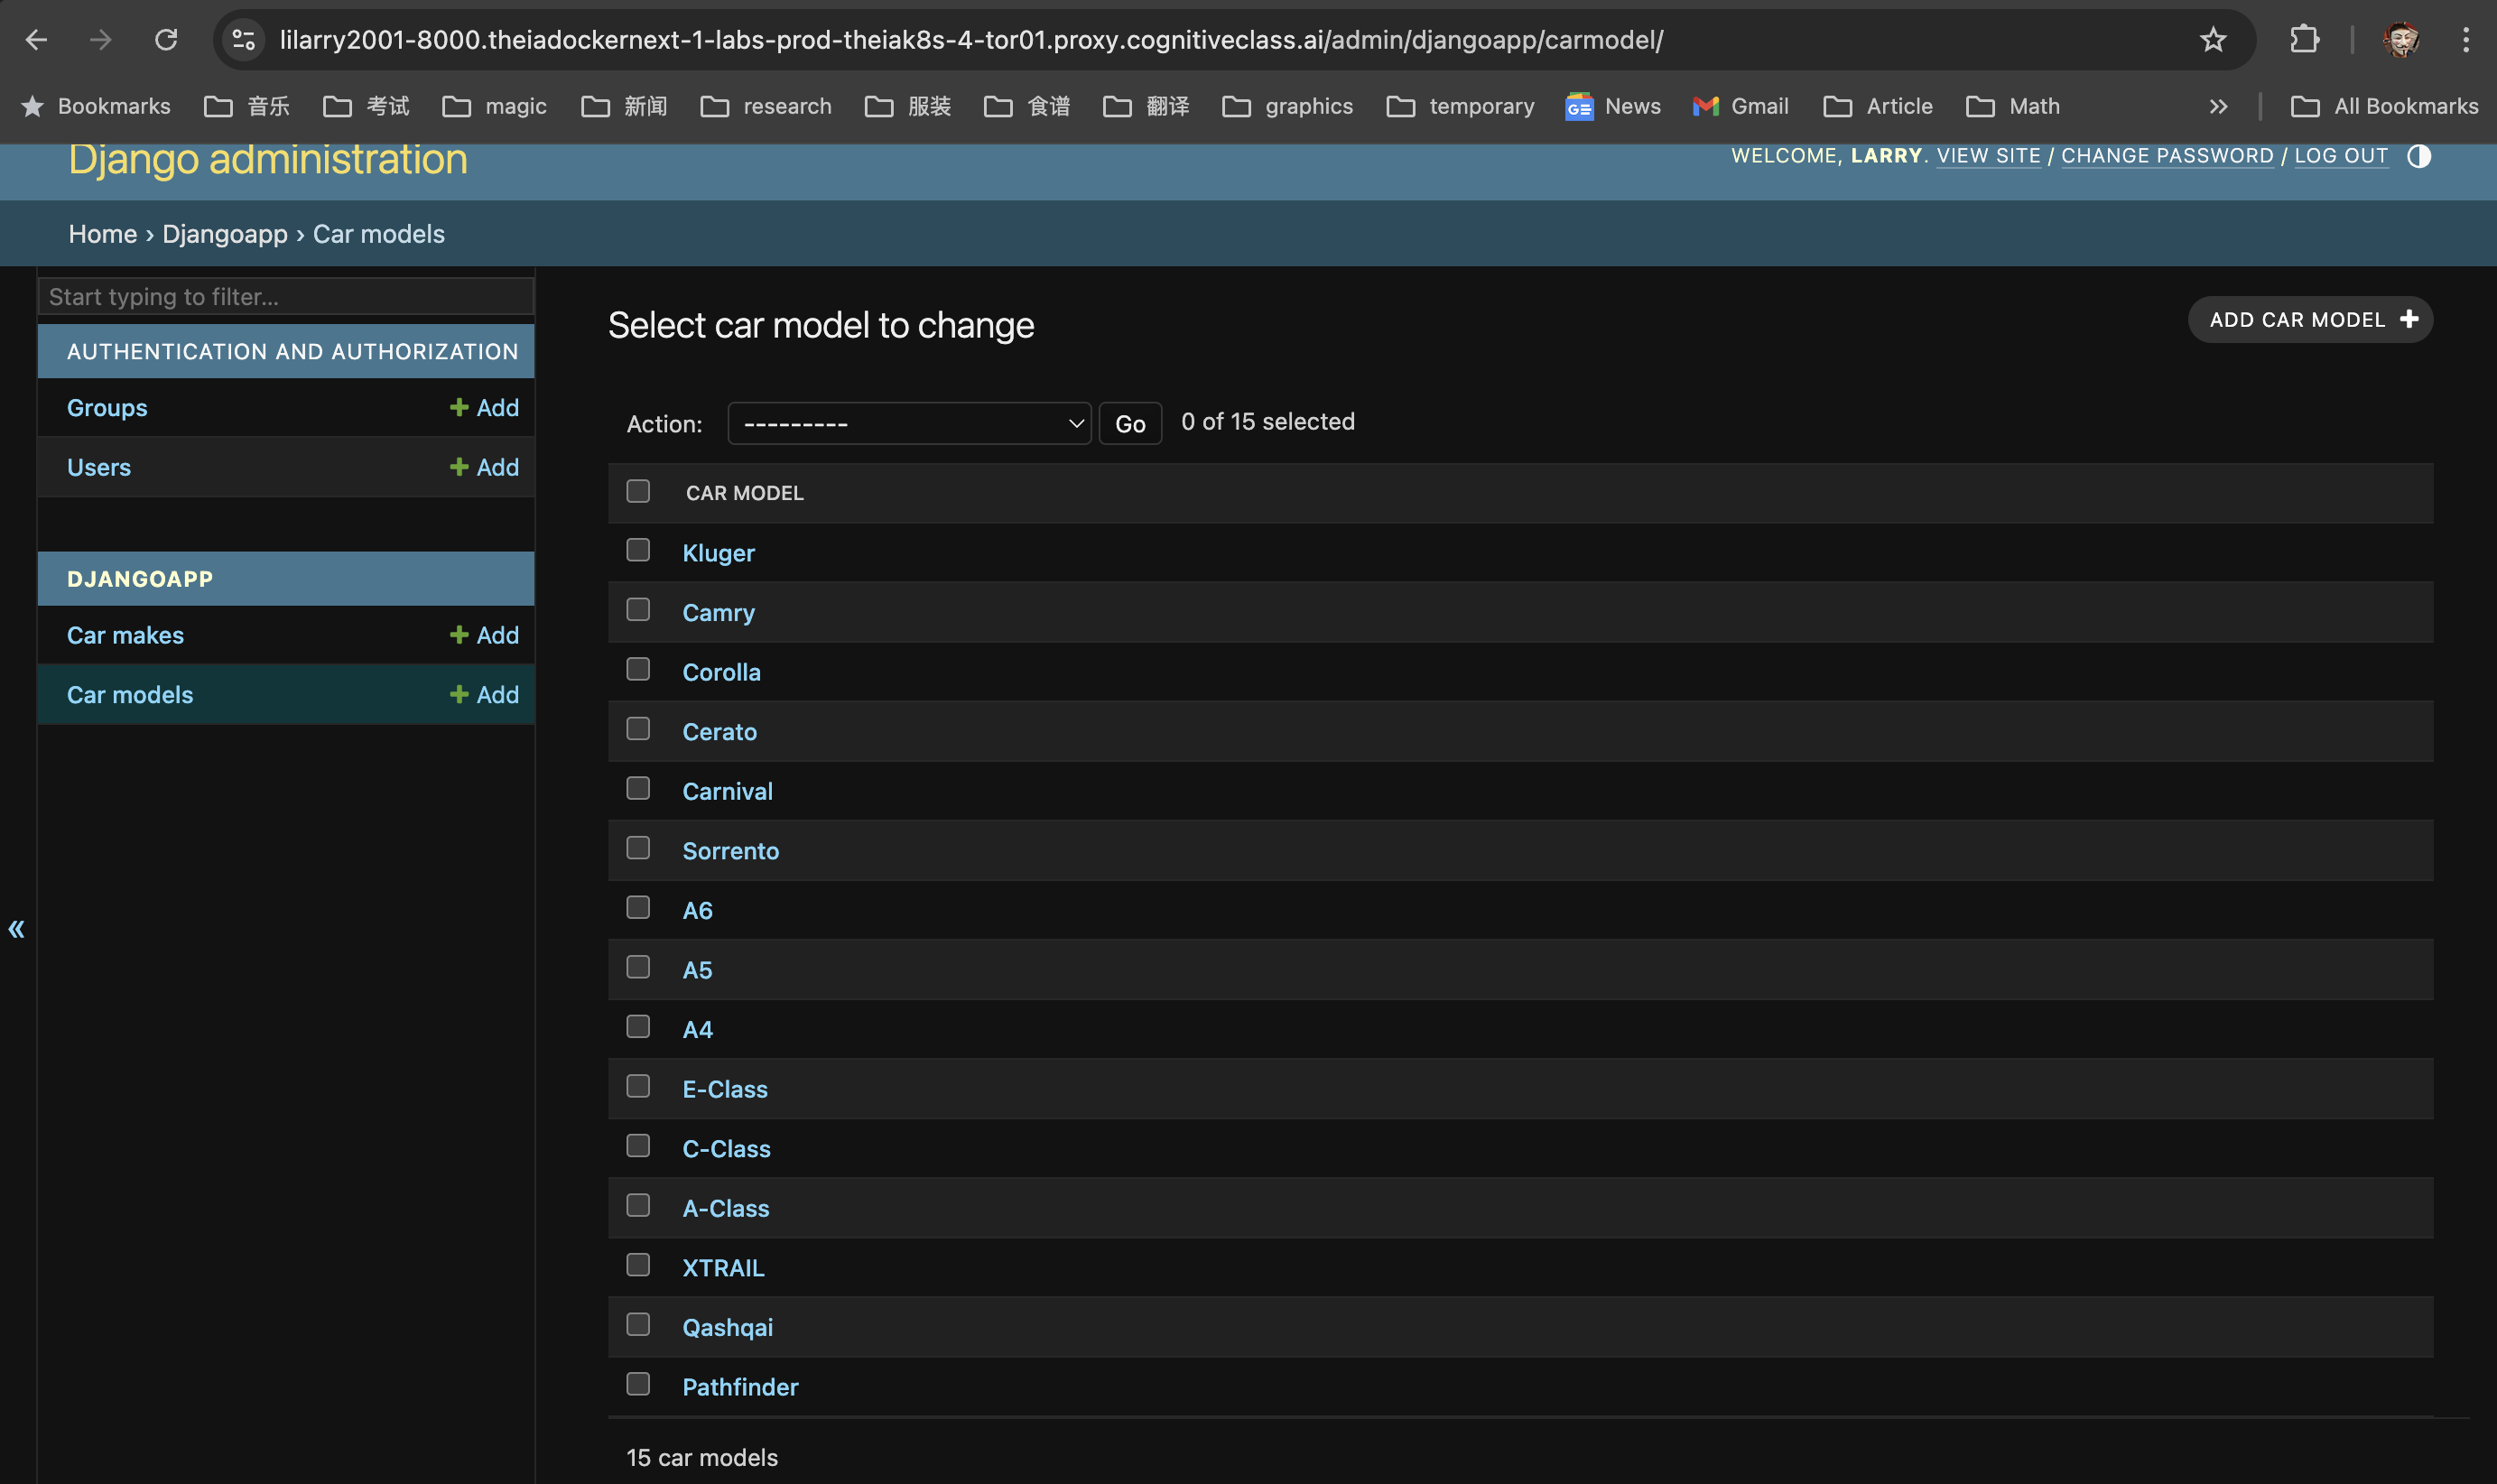 lilarry2001-8000.theiadockernext-1-labs-prod-theiak8s-4-tor01.proxy.cognitiveclass.ai/admin/djangoapp/carmodel/
Bookmarks 音乐 考试 magic 新闻 research 服装 食谱 翻译 graphics temporary News Gmail Article Math » All Bookmarks
Django administration
WELCOME, LARRY. VIEW SITE / CHANGE PASSWORD / LOG OUT
Home › Djangoapp › Car models
Start typing to filter...
AUTHENTICATION AND AUTHORIZATION
Groups + Add
Users + Add
DJANGOAPP
Car makes + Add
Car models + Add
«
Select car model to change
ADD CAR MODEL +
Action: --------- Go 0 of 15 selected
CAR MODEL
Kluger
Camry
Corolla
Cerato
Carnival
Sorrento
A6
A5
A4
E-Class
C-Class
A-Class
XTRAIL
Qashqai
Pathfinder
15 car models